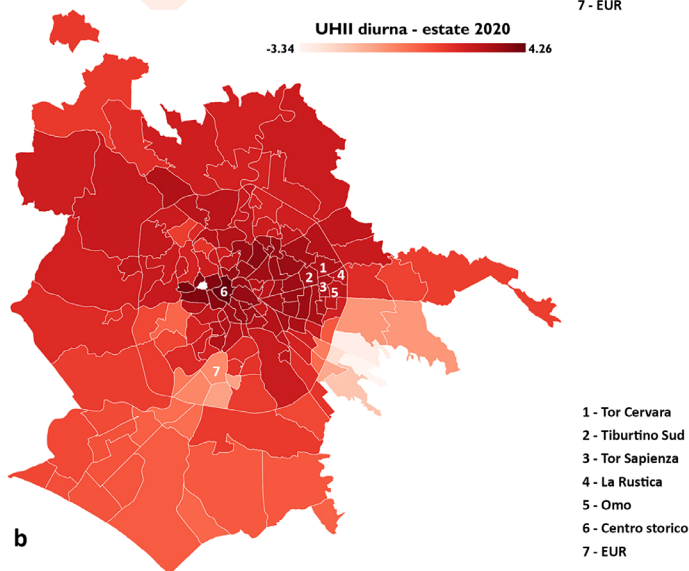 7 - EUR
UHII diurna - estate 2020
-3.34 4.26
1
2
4
3
5
6
7
1 - Tor Cervara
2 - Tiburtino Sud
3 - Tor Sapienza
4 - La Rustica
5 - Omo
6 - Centro storico
7 - EUR
b